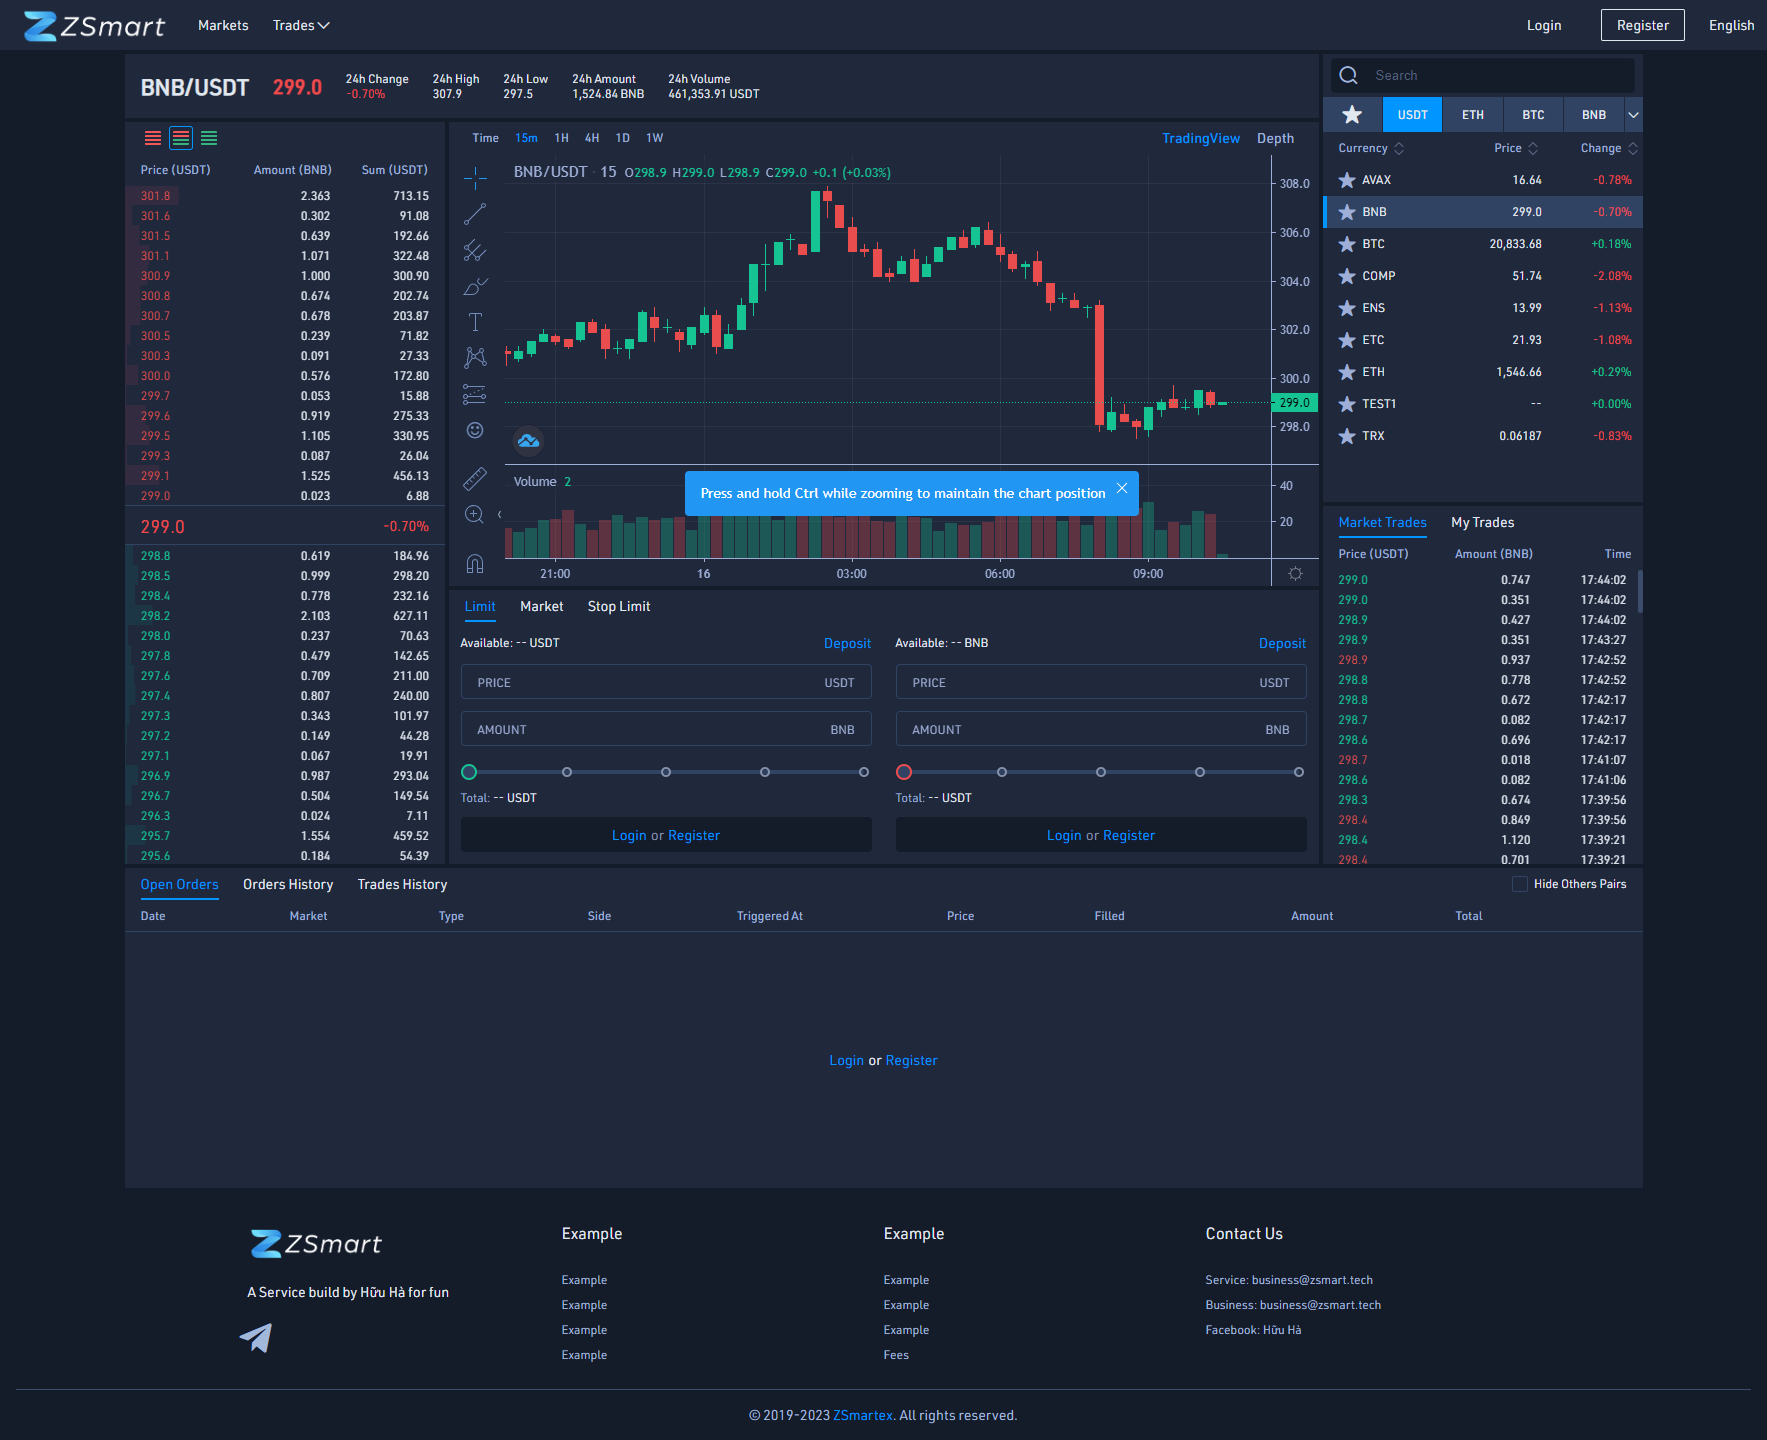 ZSmart Markets Trades Login Register English
BNB/USDT 299.0
24h Change 24h High 24h Low 24h Amount 24h Volume
-0.70% 307.9 297.5 1,524.84 BNB 461,353.91 USDT
Price (USDT) Amount (BNB) Sum (USDT)
301.8 2.363 713.15
301.6 0.302 91.08
301.5 0.639 192.66
301.1 1.071 322.48
300.9 1.000 300.90
300.8 0.674 202.74
300.7 0.678 203.87
300.5 0.239 71.82
300.3 0.091 27.33
300.0 0.576 172.80
299.7 0.053 15.88
299.6 0.919 275.33
299.5 1.105 330.95
299.3 0.087 26.04
299.1 1.525 456.13
299.0 0.023 6.88
299.0 -0.70%
298.8 0.619 184.96
298.5 0.999 298.20
298.4 0.778 232.16
298.2 2.103 627.11
298.0 0.237 70.63
297.8 0.479 142.65
297.6 0.709 211.00
297.4 0.807 240.00
297.3 0.343 101.97
297.2 0.149 44.28
297.1 0.067 19.91
296.9 0.987 293.04
296.7 0.504 149.54
296.3 0.024 7.11
295.7 1.554 459.52
295.6 0.184 54.39
Time 15m 1H 4H 1D 1W TradingView Depth
BNB/USDT · 15 O298.9 H299.0 L298.9 C299.0 +0.1 (+0.03%)
308.0
306.0
304.0
302.0
300.0
299.0
298.0
Volume 2
Press and hold Ctrl while zooming to maintain the chart position
40
20
21:00 16 03:00 06:00 09:00
Limit Market Stop Limit
Available: -- USDT Deposit
PRICE USDT
AMOUNT BNB
Total: -- USDT
Login or Register
Available: -- BNB Deposit
PRICE USDT
AMOUNT BNB
Total: -- USDT
Login or Register
Search
USDT ETH BTC BNB
Currency Price Change
AVAX 16.64 -0.78%
BNB 299.0 -0.70%
BTC 20,833.68 +0.18%
COMP 51.74 -2.08%
ENS 13.99 -1.13%
ETC 21.93 -1.08%
ETH 1,546.66 +0.29%
TEST1 -- +0.00%
TRX 0.06187 -0.83%
Market Trades My Trades
Price (USDT) Amount (BNB) Time
299.0 0.747 17:44:02
299.0 0.351 17:44:02
298.9 0.427 17:44:02
298.9 0.351 17:43:27
298.9 0.937 17:42:52
298.8 0.778 17:42:52
298.8 0.672 17:42:17
298.7 0.082 17:42:17
298.6 0.696 17:42:17
298.7 0.018 17:41:07
298.6 0.082 17:41:06
298.3 0.674 17:39:56
298.4 0.849 17:39:56
298.4 1.120 17:39:21
298.4 0.701 17:39:21
Open Orders Orders History Trades History Hide Others Pairs
Date Market Type Side Triggered At Price Filled Amount Total
Login or Register
ZSmart
A Service build by Hữu Hà for fun
Example
Example
Example
Example
Example
Example
Example
Example
Example
Fees
Contact Us
Service: business@zsmart.tech
Business: business@zsmart.tech
Facebook: Hữu Hà
© 2019-2023 ZSmartex. All rights reserved.